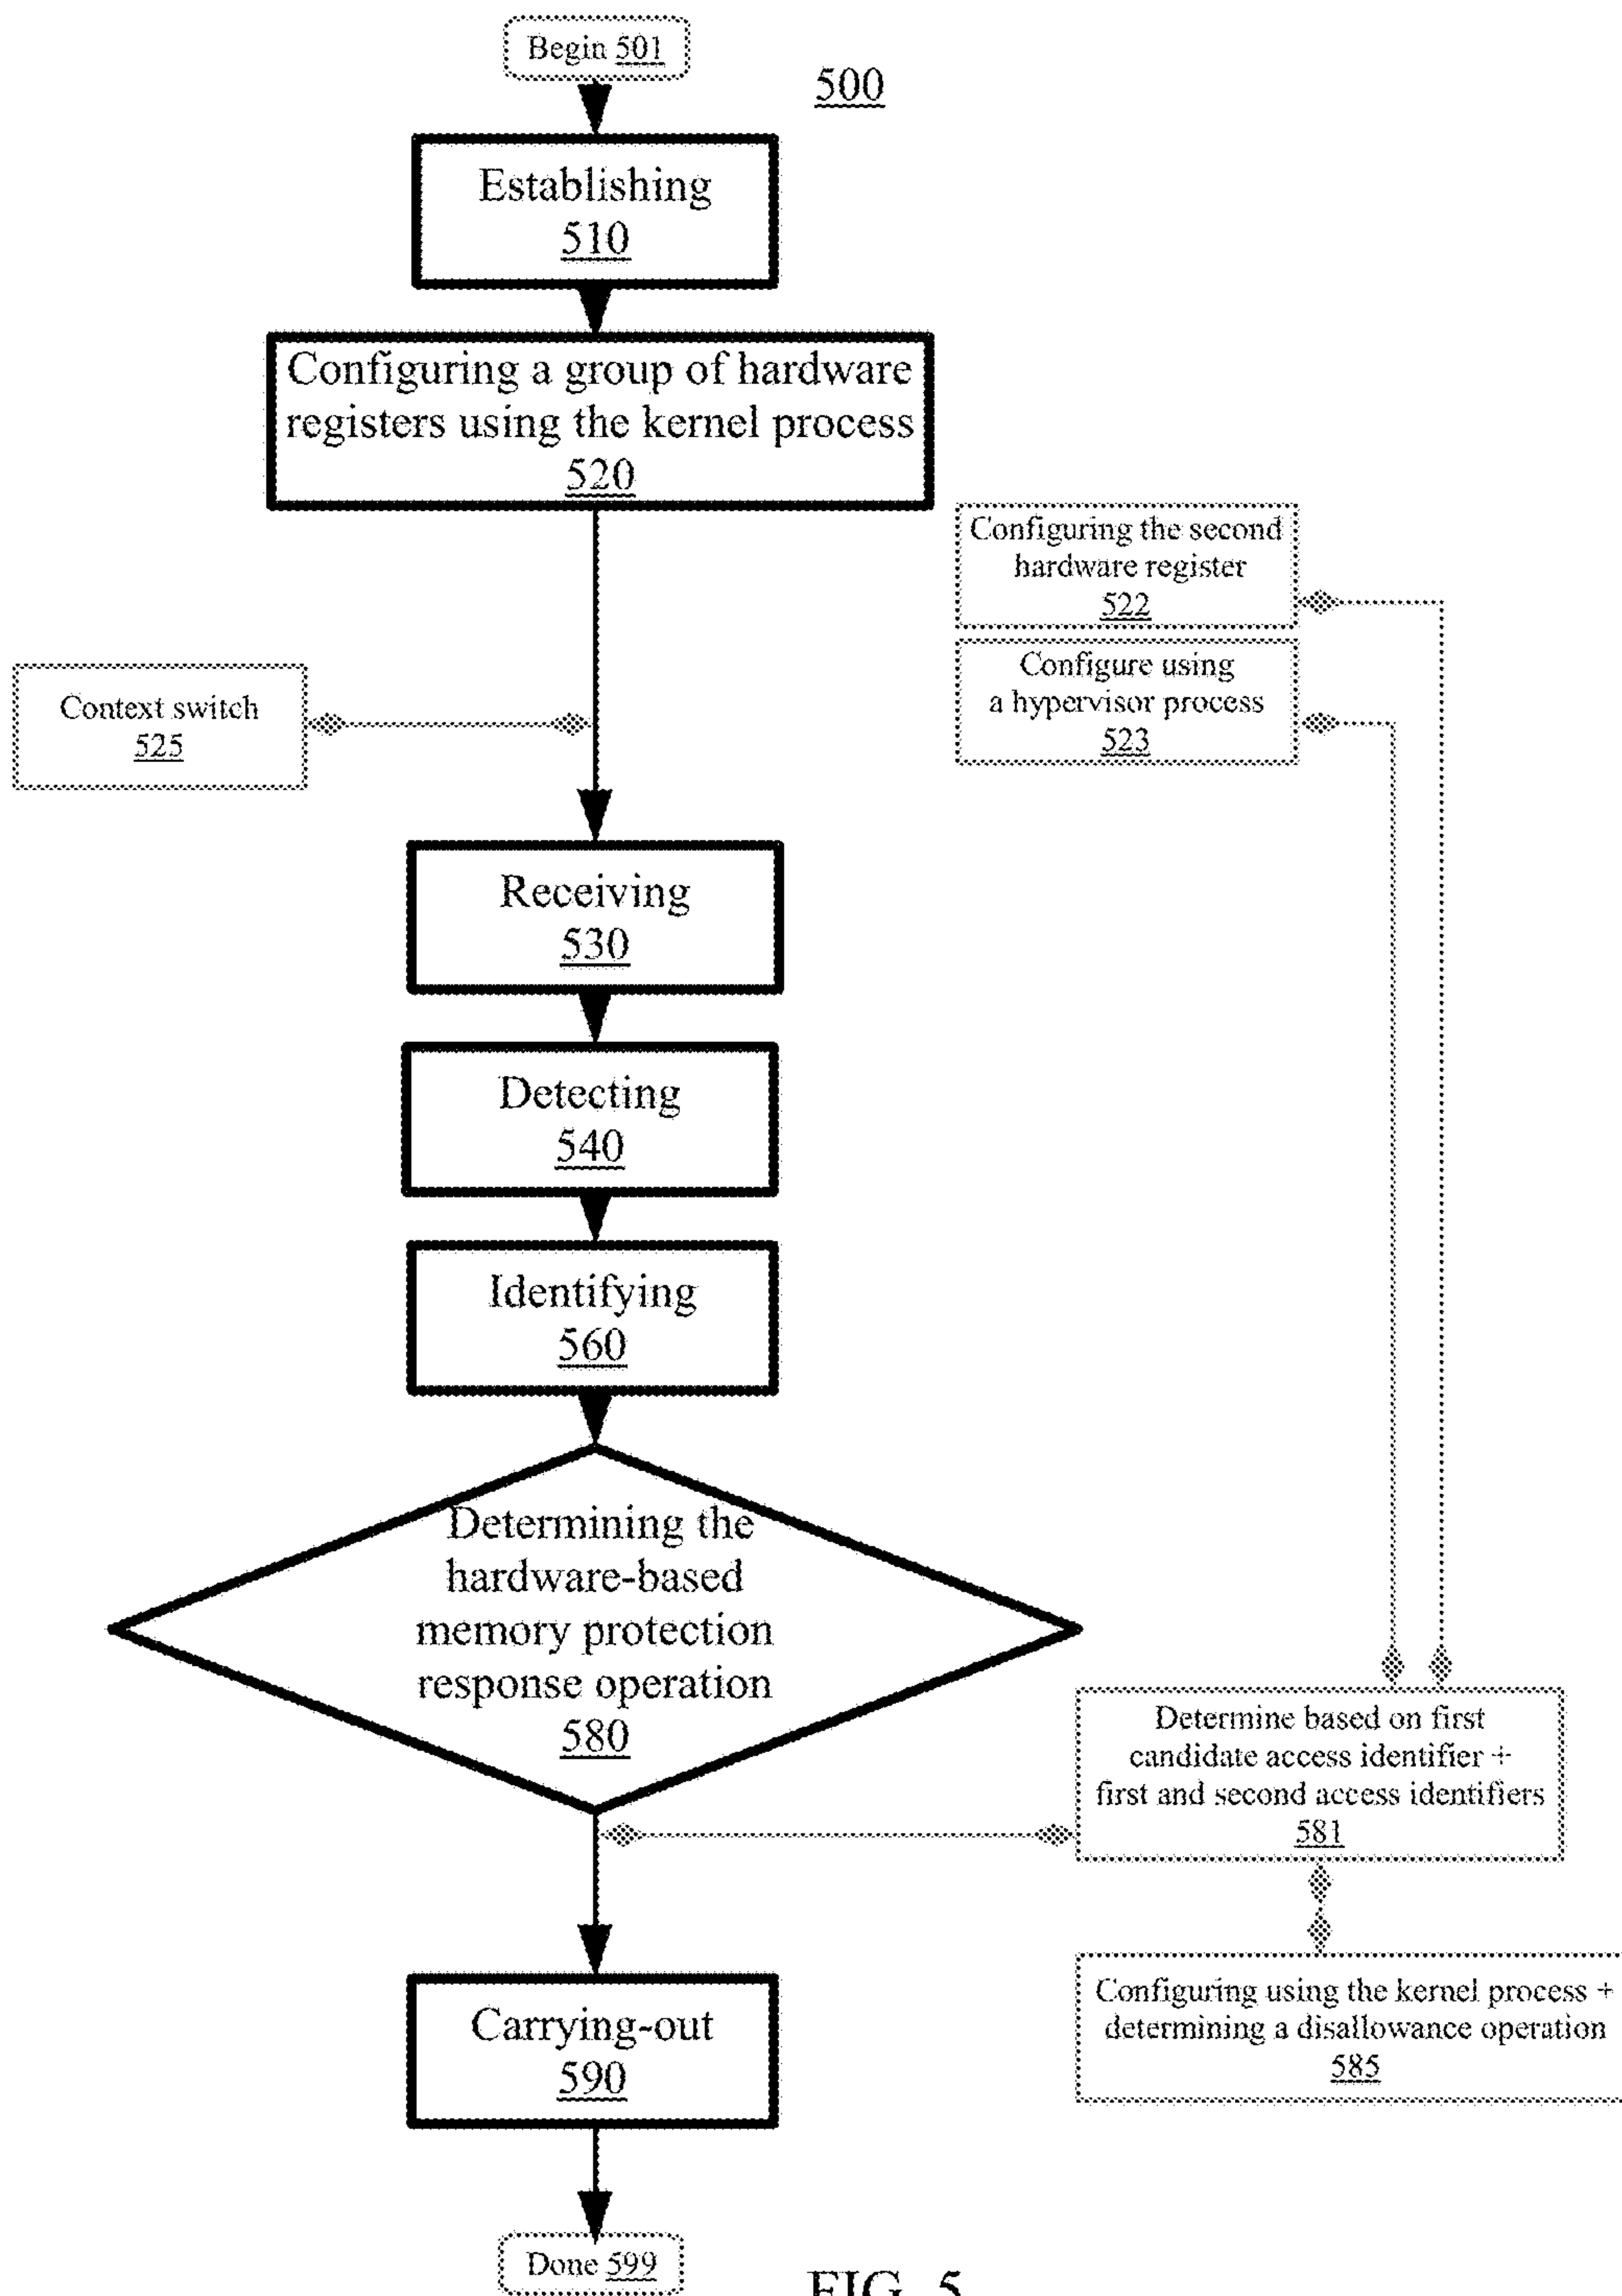 Begin 501
500
Establishing
510
Configuring a group of hardware
registers using the kernel process
520
Configuring the second
hardware register
522
Configure using
a hypervisor process
523
Context switch
525
Receiving
530
Detecting
540
Identifying
560
Determining the
hardware-based
memory protection
response operation
580
Determine based on first
candidate access identifier +
first and second access identifiers
581
Configuring using the kernel process +
determining a disallowance operation
585
Carrying-out
590
Done 599
FIG. 5